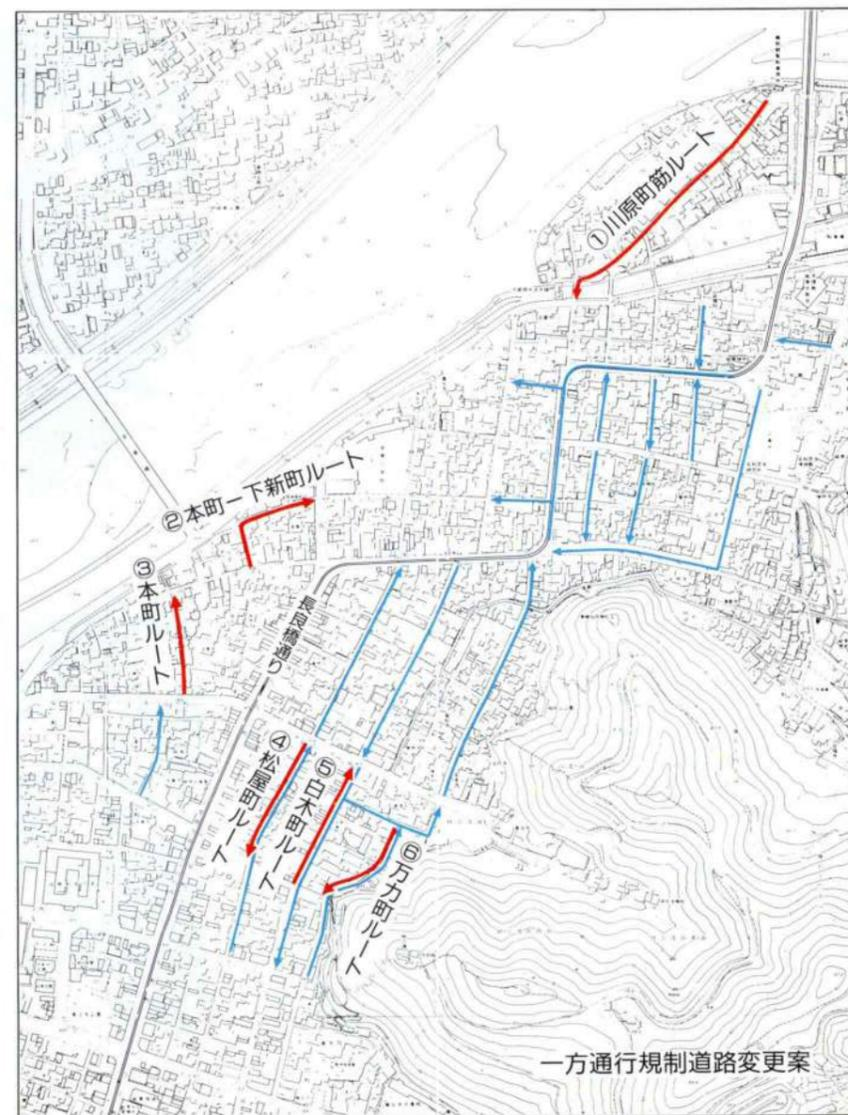 ①川原町筋ルート
②本町ー下新町ルート
③本町ルート
長良橋通り
④松屋町ルート
⑤白木町ルート
⑥万力町ルート
一方通行規制道路変更案